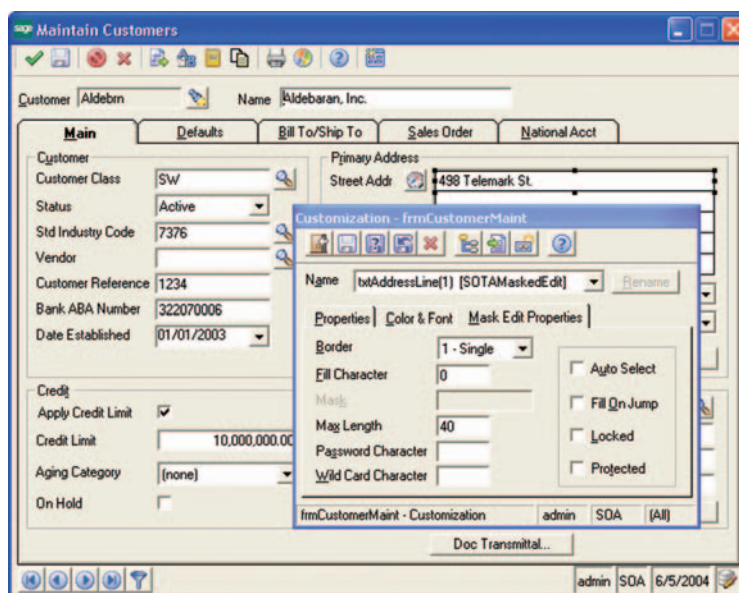 sage Maintain Customers
Customer Aldebrn Name Aldebaran, Inc.
Main Defaults Bill To/Ship To Sales Order National Acct
Customer
Customer Class SW
Status Active
Std Industry Code 7376
Vendor
Customer Reference 1234
Bank ABA Number 322070006
Date Established 01/01/2003
Primary Address
Street Addr 498 Telemark St.
Credit
Apply Credit Limit
Credit Limit 10,000,000.00
Aging Category (none)
On Hold
Customization - frmCustomerMaint
Name txtAddressLine(1) [SOTAMaskedEdit] Rename
Properties Color & Font Mask Edit Properties
Border 1 - Single
Fill Character 0
Mask
Max Length 40
Password Character
Wild Card Character
Auto Select
Fill On Jump
Locked
Protected
frmCustomerMaint - Customization admin SOA (All)
Doc Transmittal...
admin SOA 6/5/2004